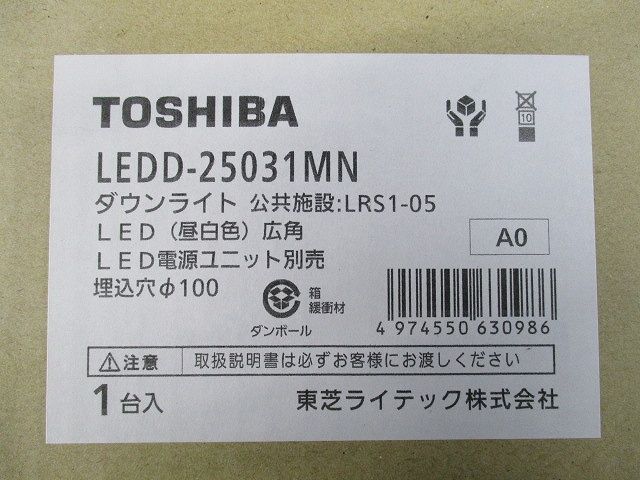 TOSHIBA
10
LEDD-25031MN
ダウンライト 公共施設:LRS1-05
LED（昼白色）広角
A0
LED電源ユニット別売
埋込穴φ100
箱
緩衝材
ダンボール
4 974550 630986
⚠注意 取扱説明書は必ずお客様にお渡しください
1台入 東芝ライテック株式会社